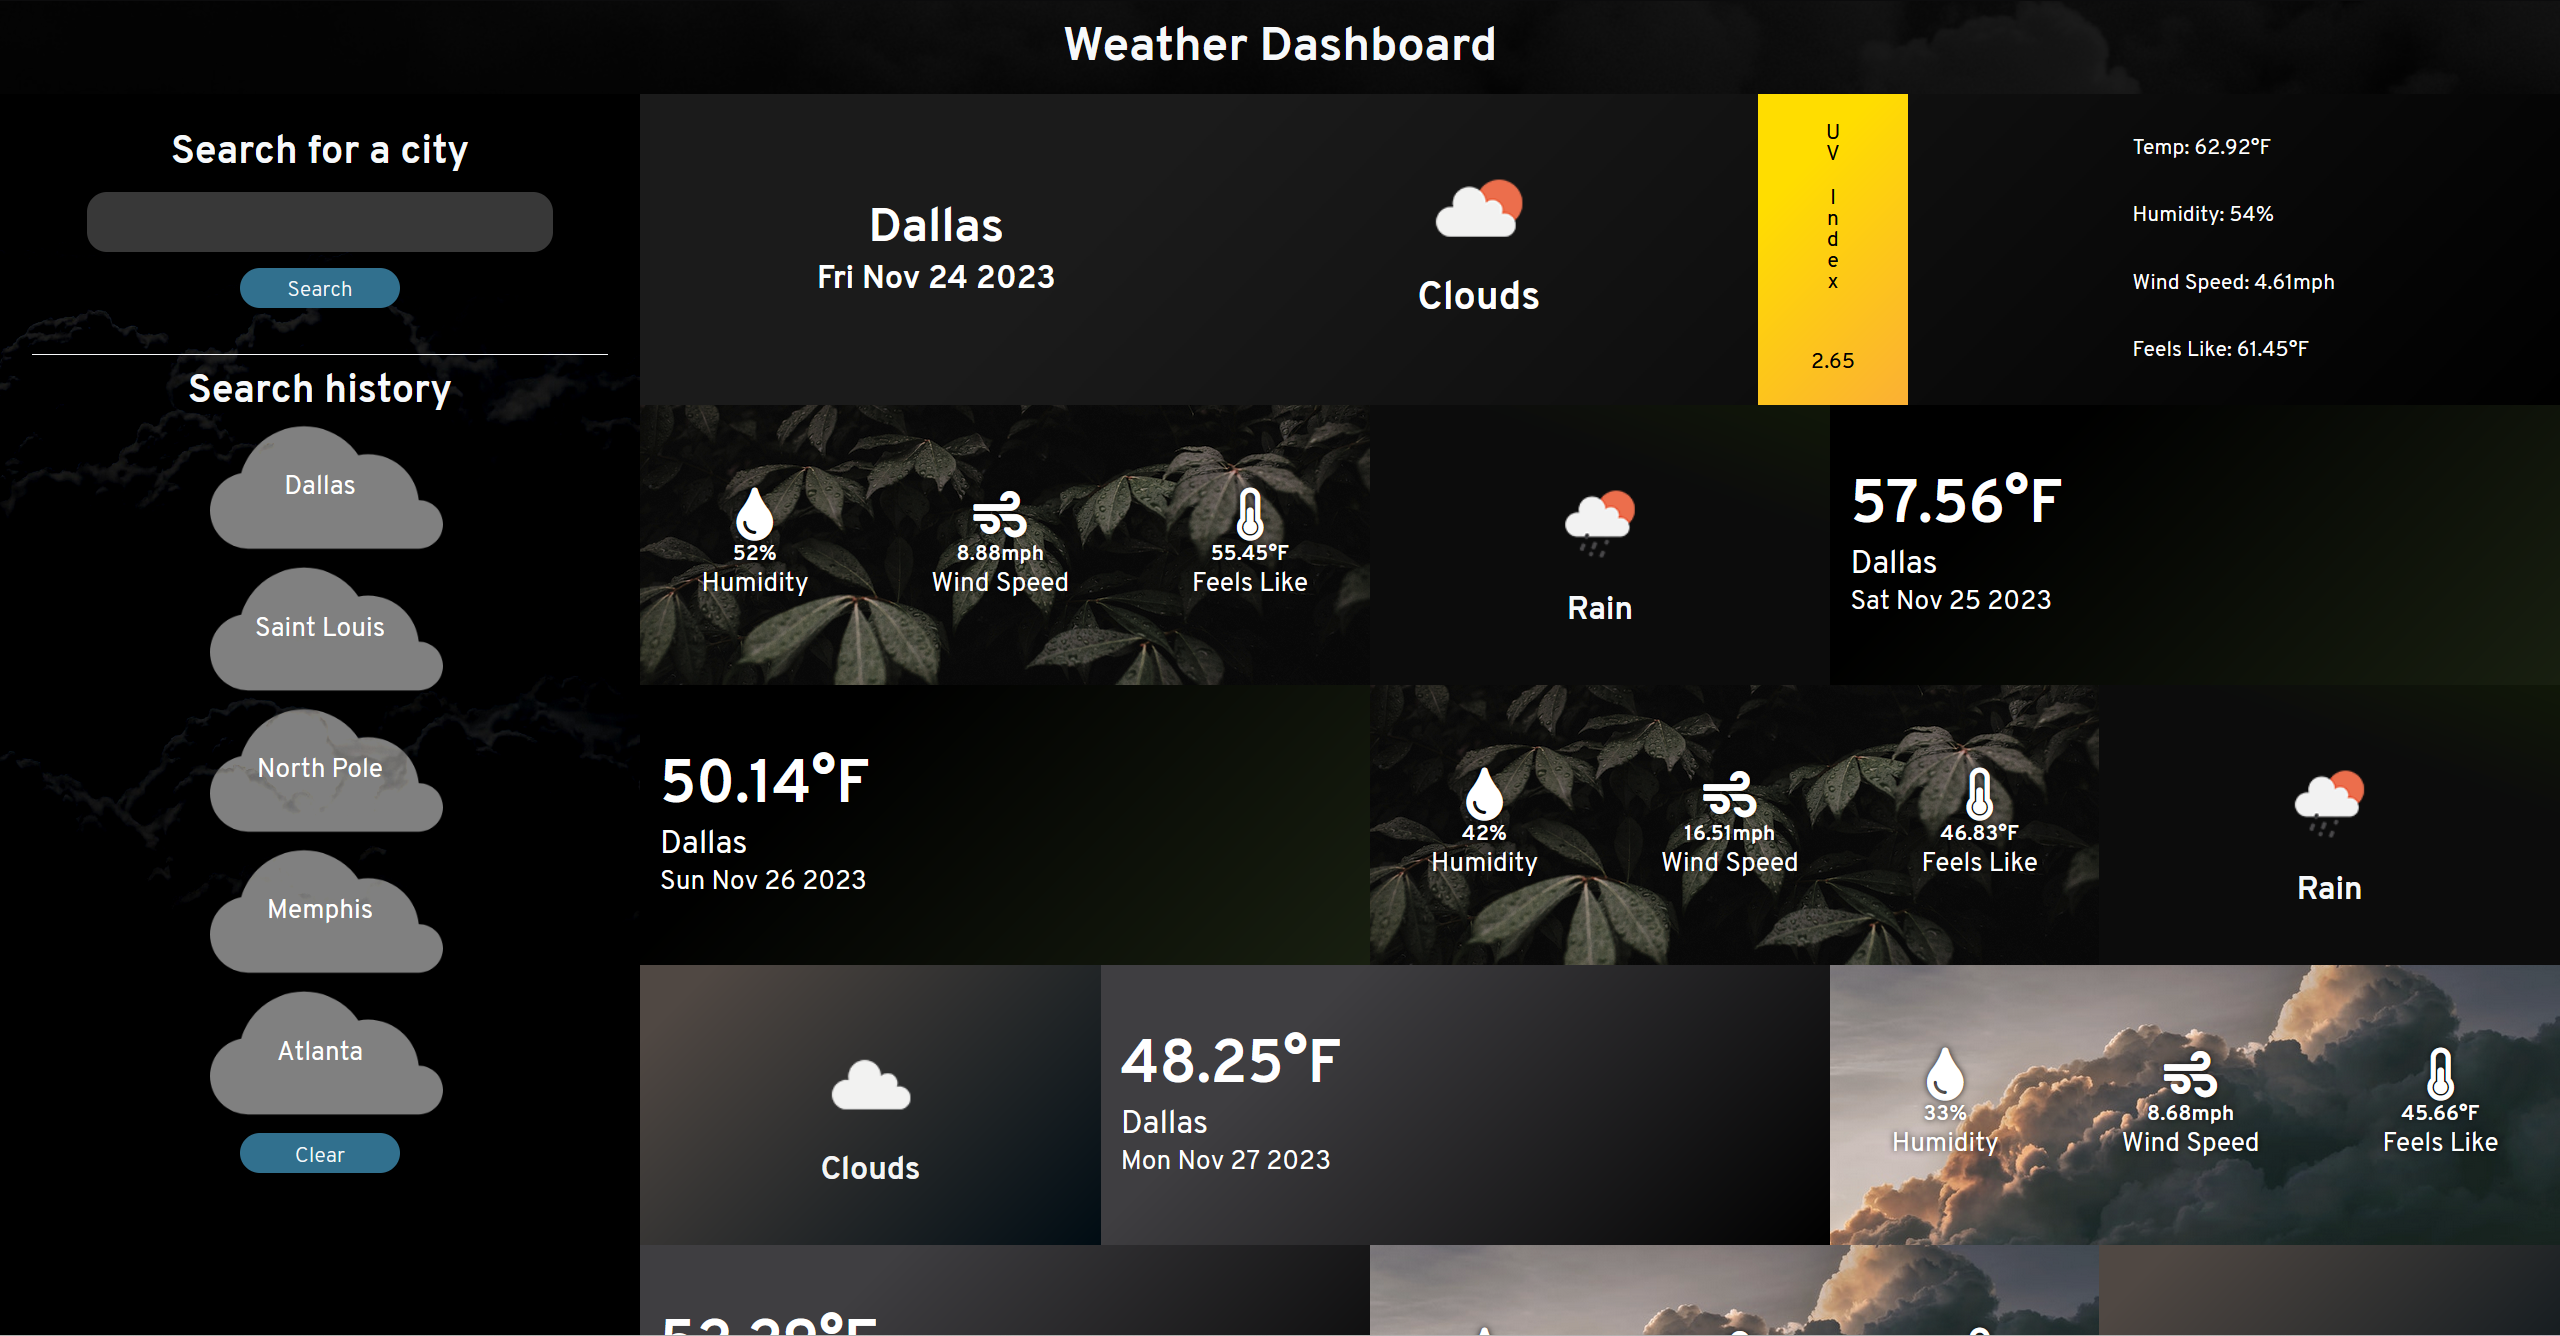 Weather Dashboard
Search for a city
Search
Search history
Dallas
Saint Louis
North Pole
Memphis
Atlanta
Clear
Dallas
Fri Nov 24 2023
Clouds
UV Index
2.65
Temp: 62.92°F
Humidity: 54%
Wind Speed: 4.61mph
Feels Like: 61.45°F
52%
Humidity
8.88mph
Wind Speed
55.45°F
Feels Like
Rain
57.56°F
Dallas
Sat Nov 25 2023
50.14°F
Dallas
Sun Nov 26 2023
42%
Humidity
16.51mph
Wind Speed
46.83°F
Feels Like
Rain
Clouds
48.25°F
Dallas
Mon Nov 27 2023
33%
Humidity
8.68mph
Wind Speed
45.66°F
Feels Like